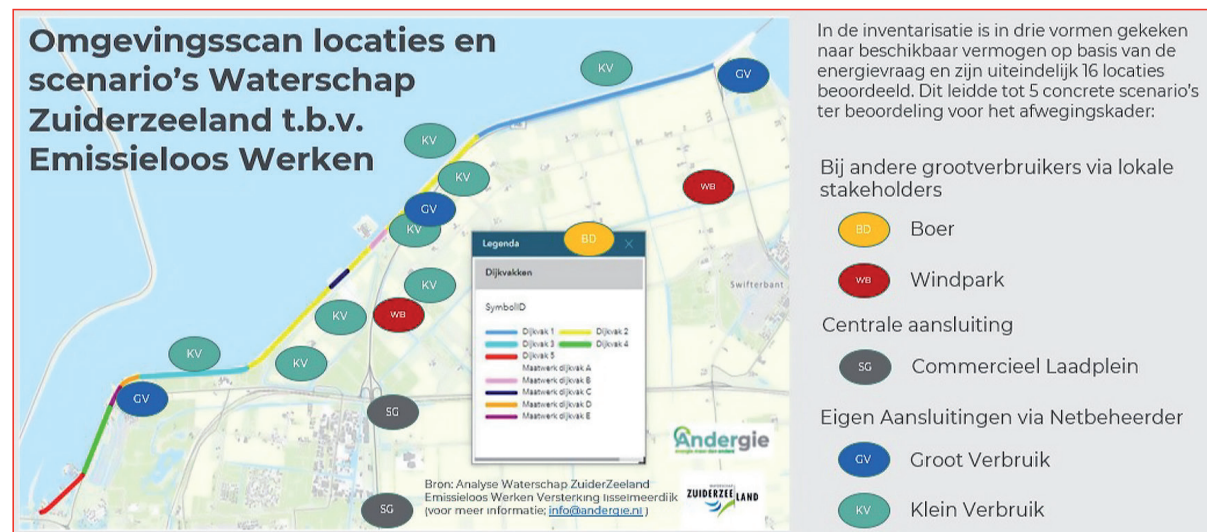 Omgevingsscan locaties en
scenario's Waterschap
Zuiderzeeland t.b.v.
Emissieloos Werken
KV
GV
KV
KV
WB
GV
KV
BD
Legenda
Dijkvakken
KV
Swifterbant
SymbolID
KV
WB
Dijkvak 1
Dijkvak 2
Dijkvak 3
Dijkvak 4
Dijkvak 5
KV
KV
Maatwerk dijkvak A
Maatwerk dijkvak B
Maatwerk dijkvak C
Maatwerk dijkvak D
Maatwerk dijkvak E
GV
SG
Andergie
energie meer dan anders
Bron: Analyse Waterschap ZuiderZeeland
Emissieloos Werken Versterking IJsselmeerdijk
(voor meer informatie; info@andergie.nl )
SG
WATERSCHAP
ZUIDERZEELAND
In de inventarisatie is in drie vormen gekeken
naar beschikbaar vermogen op basis van de
energievraag en zijn uiteindelijk 16 locaties
beoordeeld. Dit leidde tot 5 concrete scenario's
ter beoordeling voor het afwegingskader:
Bij andere grootverbruikers via lokale
stakeholders
BD Boer
WB Windpark
Centrale aansluiting
SG Commercieel Laadplein
Eigen Aansluitingen via Netbeheerder
GV Groot Verbruik
KV Klein Verbruik